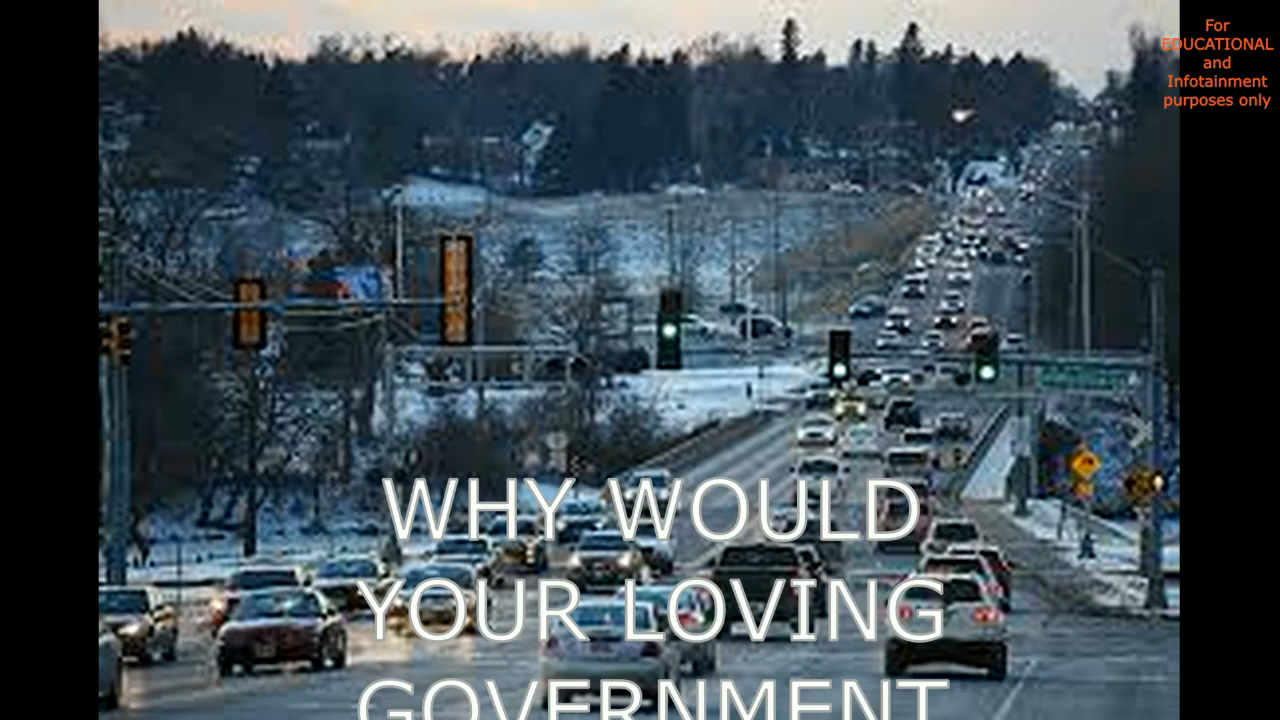 For
EDUCATIONAL
and
Infotainment
purposes only
WHY WOULD
YOUR LOVING
GOVERNMENT